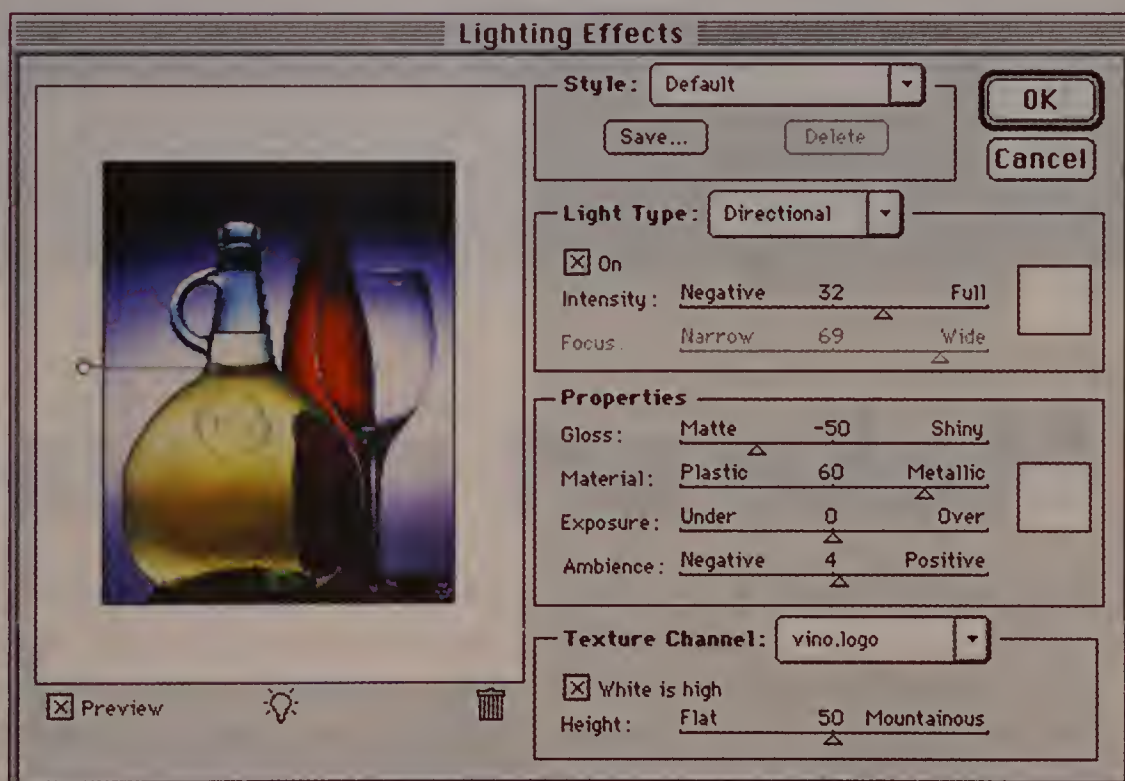 Lighting Effects
Style: Default
OK
Save...
Delete
Cancel
Light Type: Directional
On
Intensity: Negative 32 Full
Focus: Narrow 69 Wide
Properties
Gloss: Matte -50 Shiny
Material: Plastic 60 Metallic
Exposure: Under 0 Over
Ambience: Negative 4 Positive
Texture Channel: vino.logo
White is high
Height: Flat 50 Mountainous
Preview